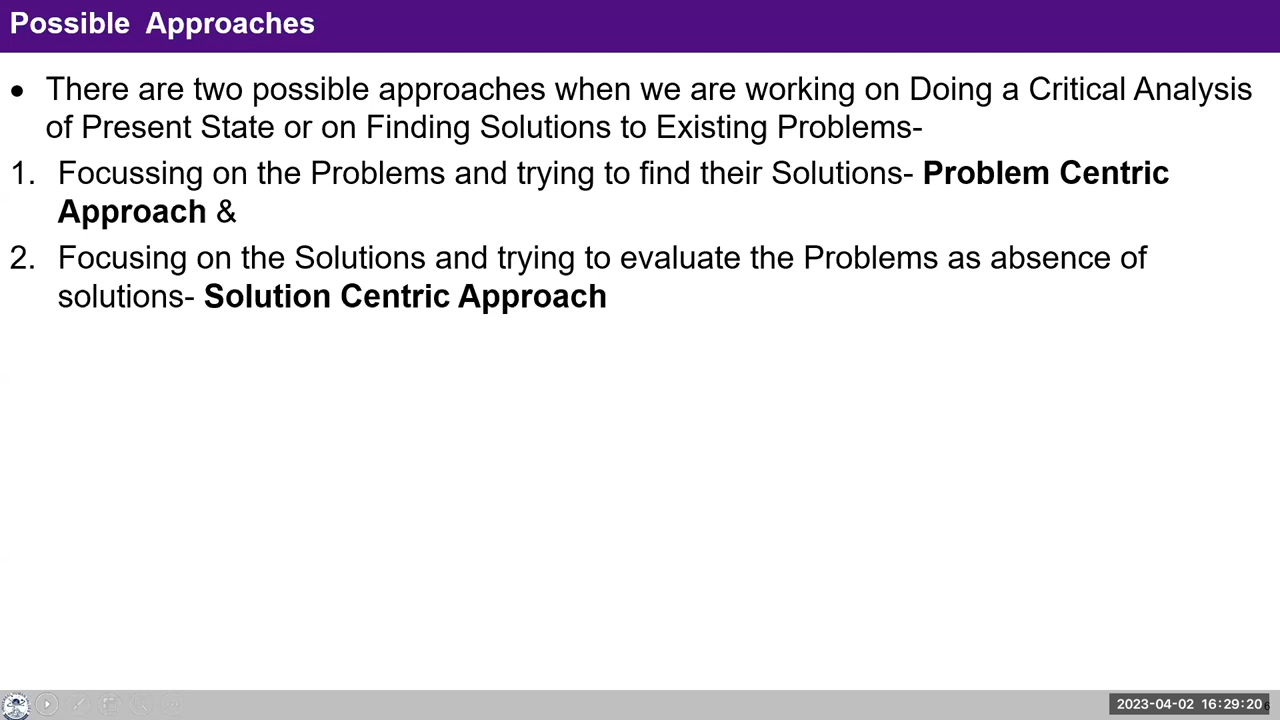 Possible Approaches
• There are two possible approaches when we are working on Doing a Critical Analysis
of Present State or on Finding Solutions to Existing Problems-
1. Focussing on the Problems and trying to find their Solutions- Problem Centric
Approach &
2. Focusing on the Solutions and trying to evaluate the Problems as absence of
solutions- Solution Centric Approach
2023-04-02 16:29:20
6